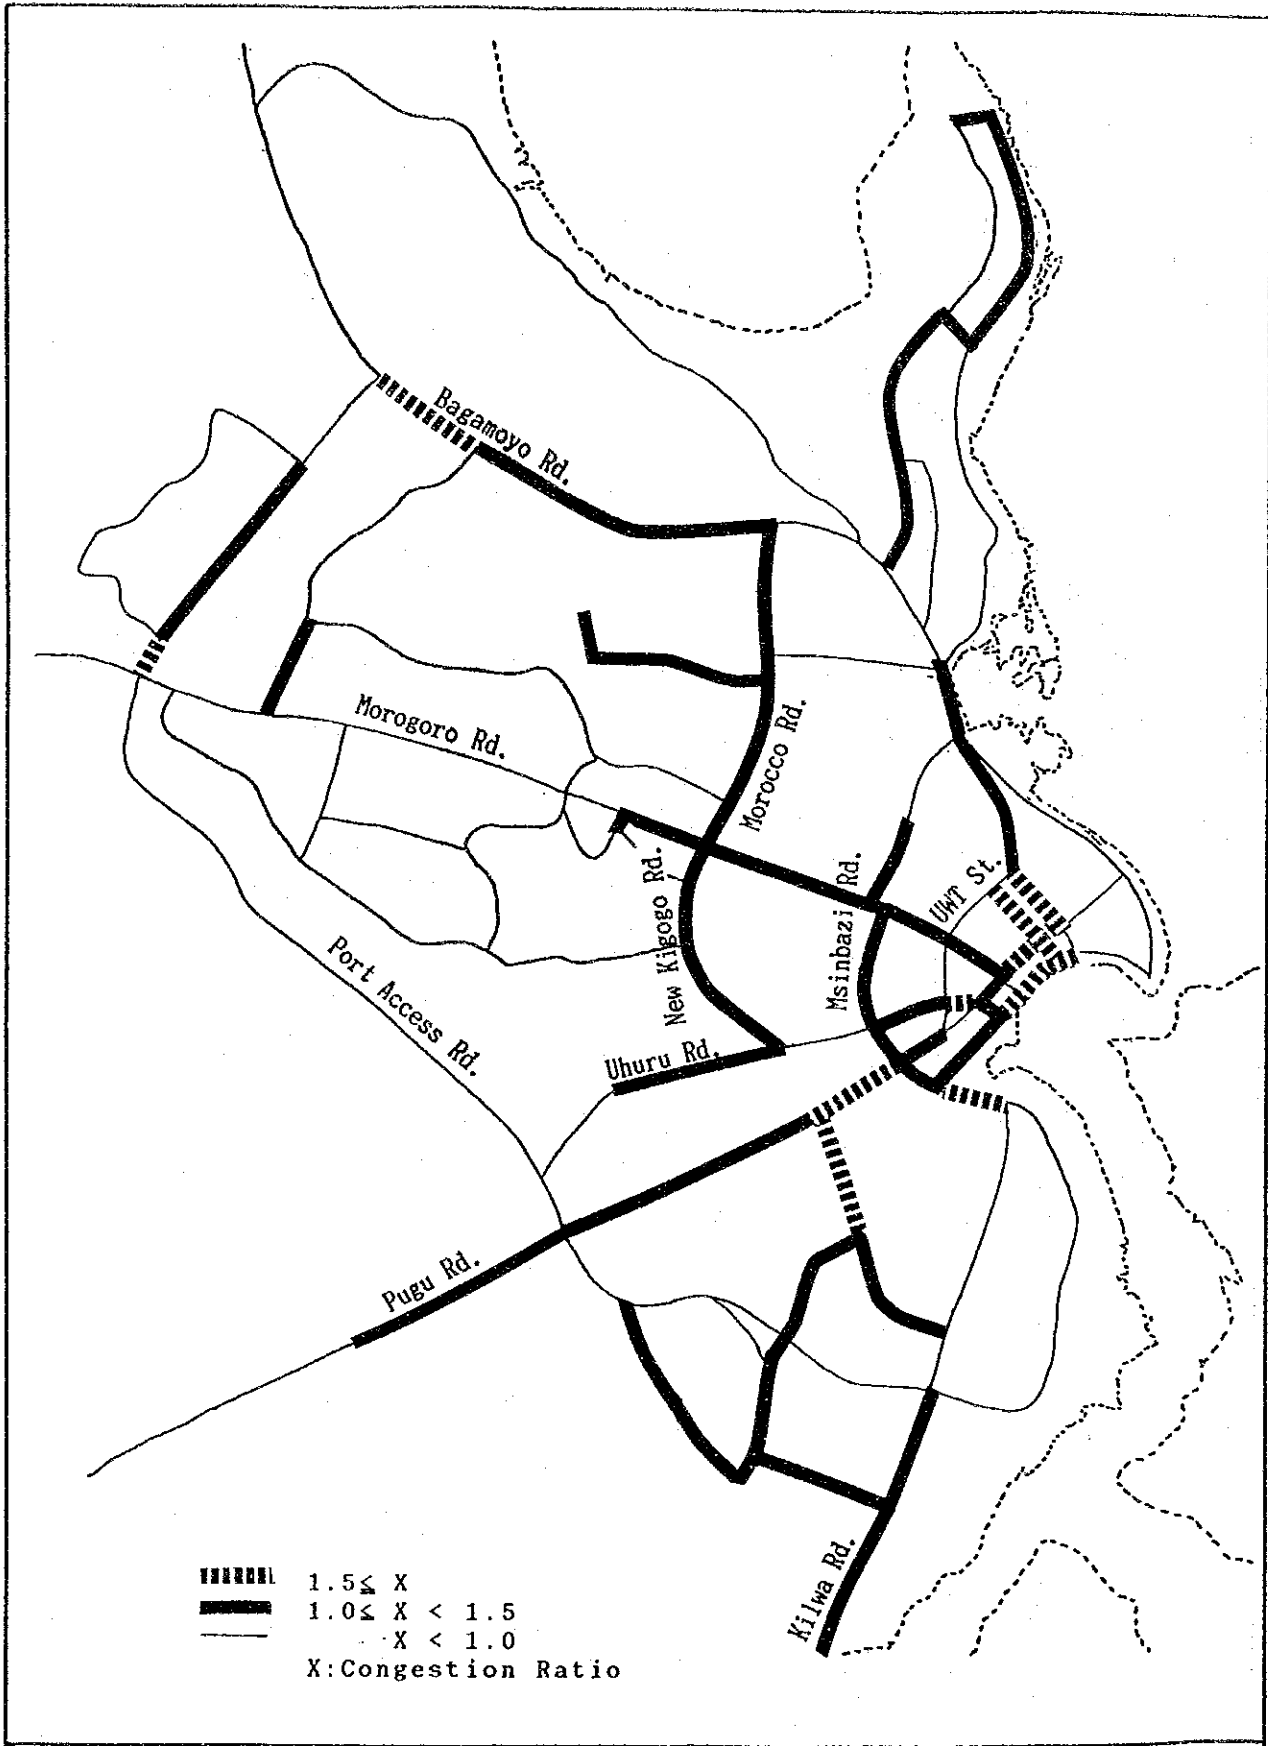 Bagamoyo Rd.
Morogoro Rd.
Morocco Rd.
New Kigogo Rd.
Msinbazi Rd.
UWT St.
Port Access Rd.
Uhuru Rd.
Pugu Rd.
Kilwa Rd.
1.5≤ X
1.0≤ X < 1.5
X < 1.0
X:Congestion Ratio